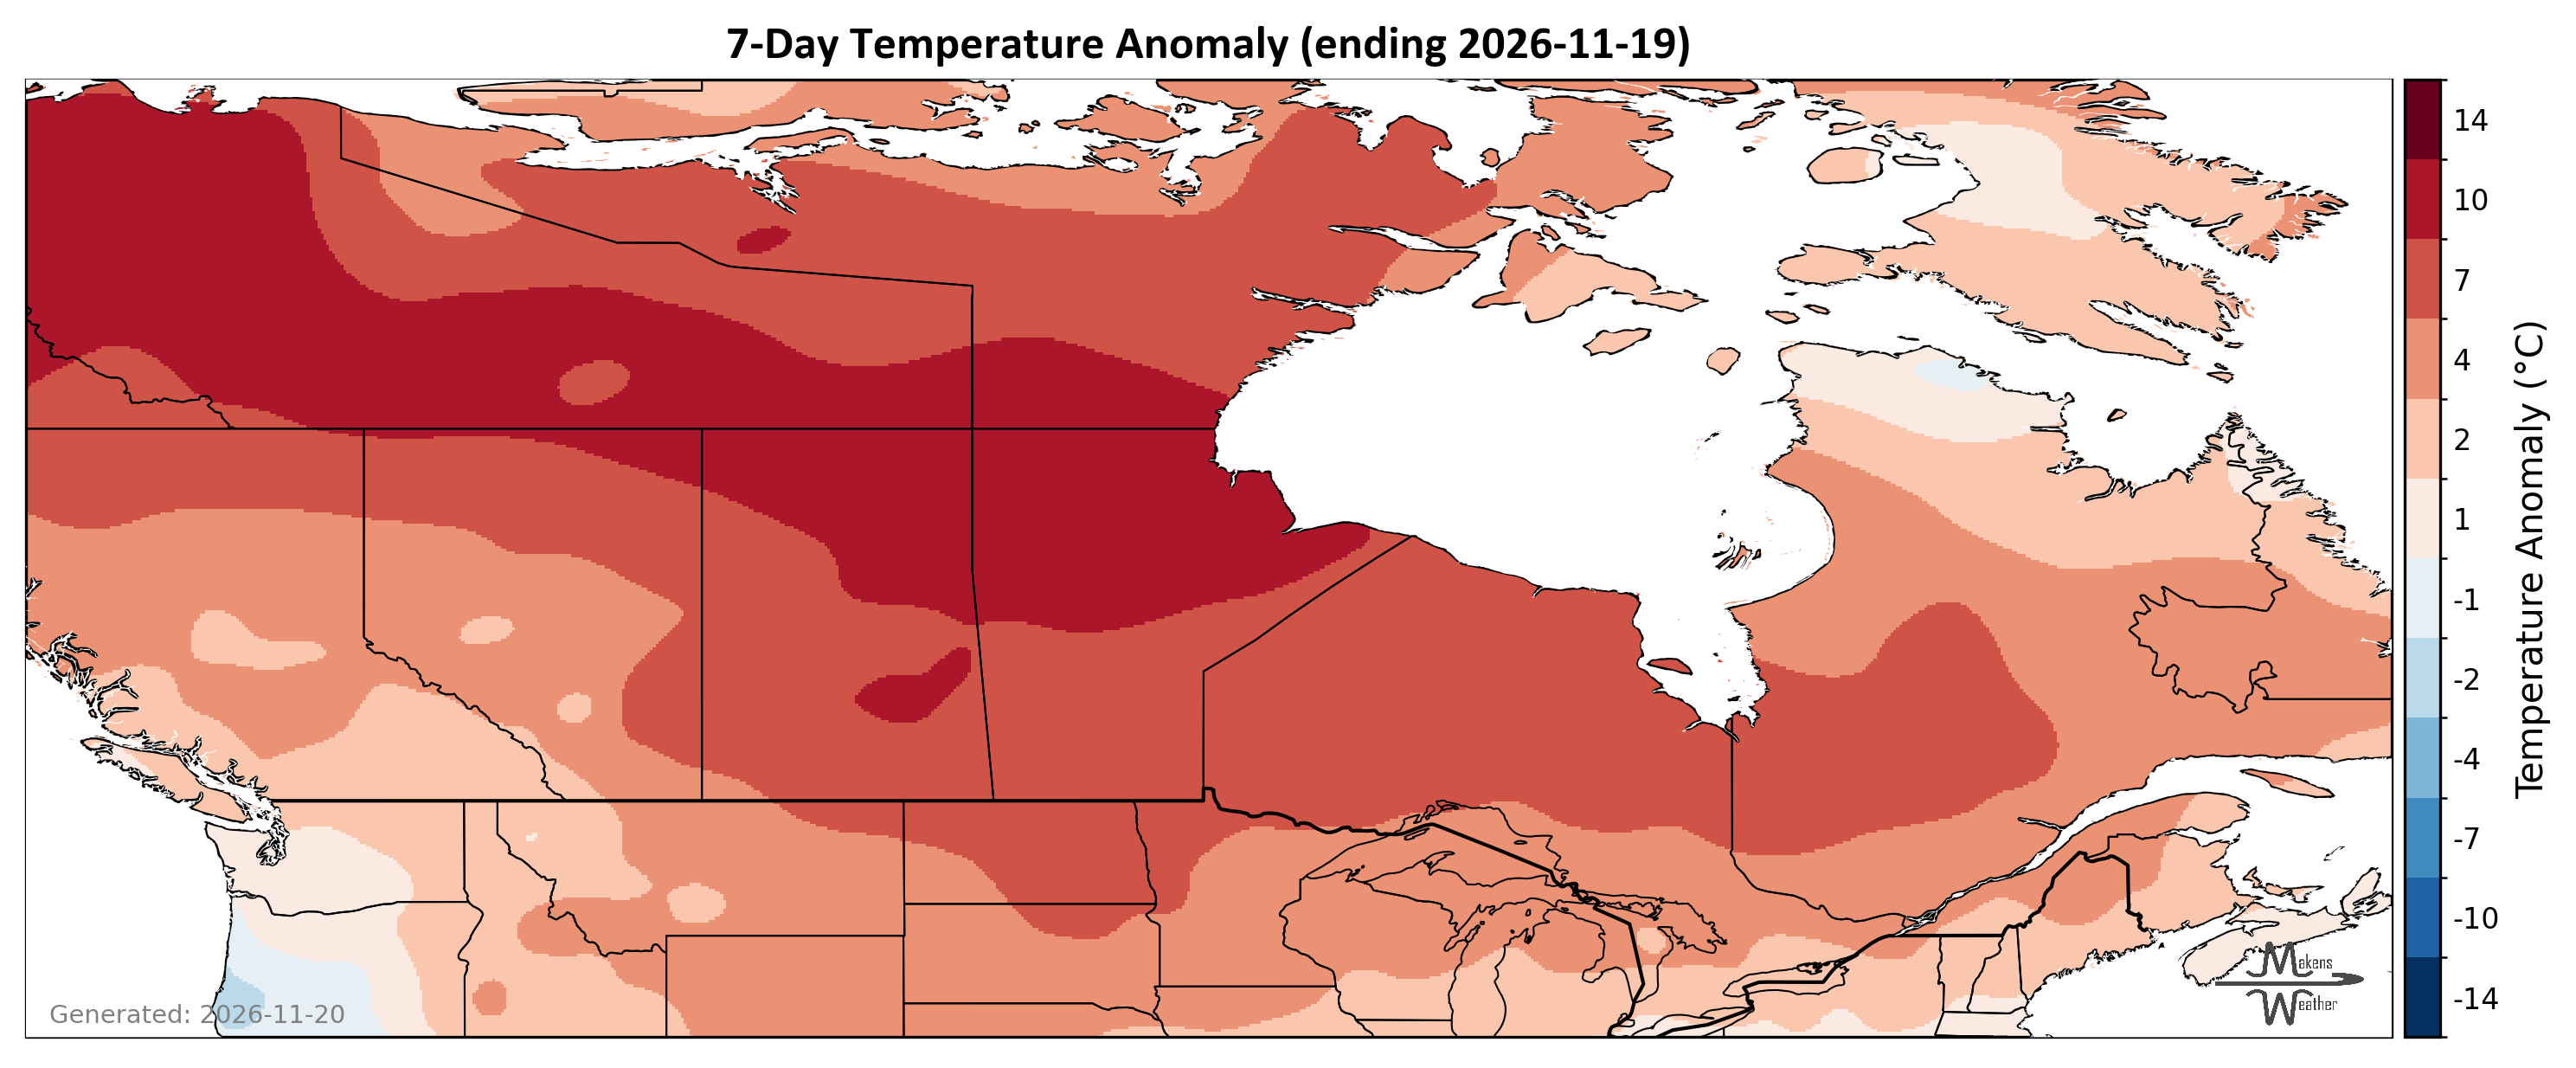 7-Day Temperature Anomaly (ending 2026-11-19)
14
10
7
4
2
1
-1
-2
-4
-7
-10
-14
Temperature Anomaly (°C)
Generated: 2026-11-20
Makens
Weather